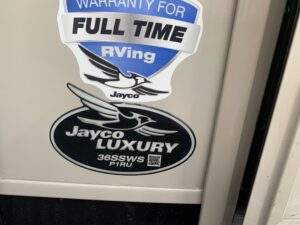 WARRANTY FOR
FULL TIME
RVing
Jayco
Jayco
LUXURY
36SSWS
P1RU